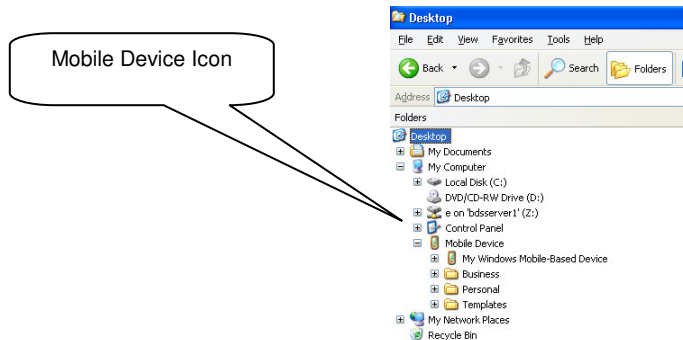 Mobile Device Icon
Desktop
File Edit View Favorites Tools Help
Back Search Folders
Address Desktop
Folders
Desktop
My Documents
My Computer
Local Disk (C:)
DVD/CD-RW Drive (D:)
e on 'bdsserver1' (Z:)
Control Panel
Mobile Device
My Windows Mobile-Based Device
Business
Personal
Templates
My Network Places
Recycle Bin